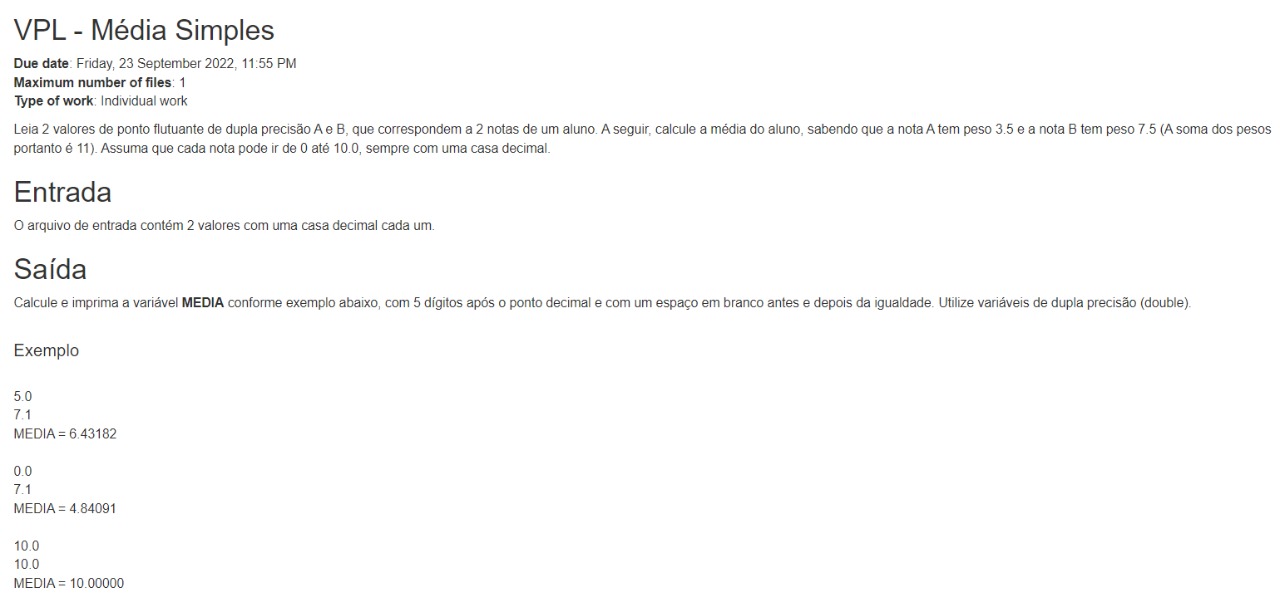 VPL - Média Simples
Due date: Friday, 23 September 2022, 11:55 PM
Maximum number of files: 1
Type of work: Individual work
Leia 2 valores de ponto flutuante de dupla precisão A e B, que correspondem a 2 notas de um aluno. A seguir, calcule a média do aluno, sabendo que a nota A tem peso 3.5 e a nota B tem peso 7.5 (A soma dos pesos
portanto é 11). Assuma que cada nota pode ir de 0 até 10.0, sempre com uma casa decimal.
Entrada
O arquivo de entrada contém 2 valores com uma casa decimal cada um.
Saída
Calcule e imprima a variável MEDIA conforme exemplo abaixo, com 5 dígitos após o ponto decimal e com um espaço em branco antes e depois da igualdade. Utilize variáveis de dupla precisão (double).
Exemplo
5.0
7.1
MEDIA = 6.43182
0.0
7.1
MEDIA = 4.84091
10.0
10.0
MEDIA = 10.00000